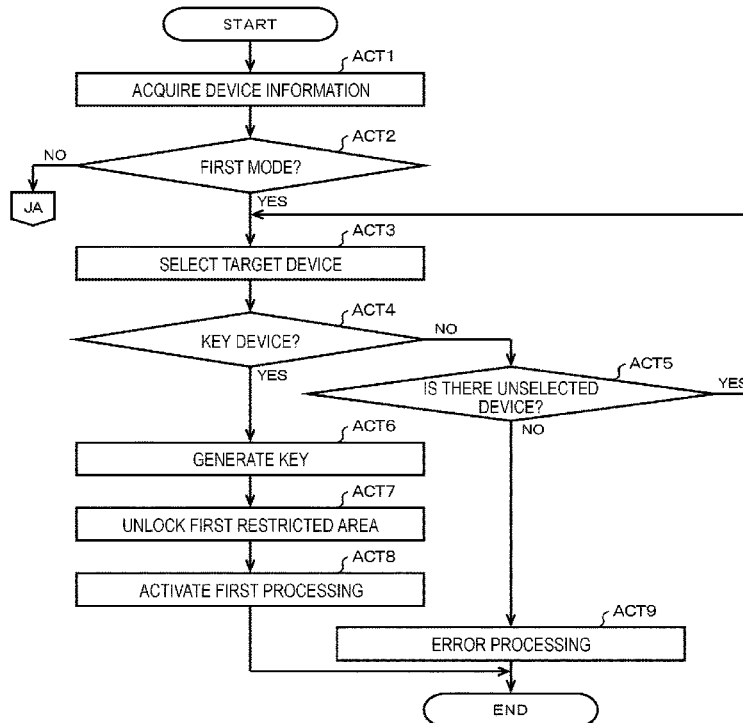 START
ACT1
ACQUIRE DEVICE INFORMATION
ACT2
NO
FIRST MODE?
JA
YES
ACT3
SELECT TARGET DEVICE
ACT4
KEY DEVICE?
NO
YES
ACT5
IS THERE UNSELECTED
DEVICE?
YES
NO
ACT6
GENERATE KEY
ACT7
UNLOCK FIRST RESTRICTED AREA
ACT8
ACTIVATE FIRST PROCESSING
ACT9
ERROR PROCESSING
END